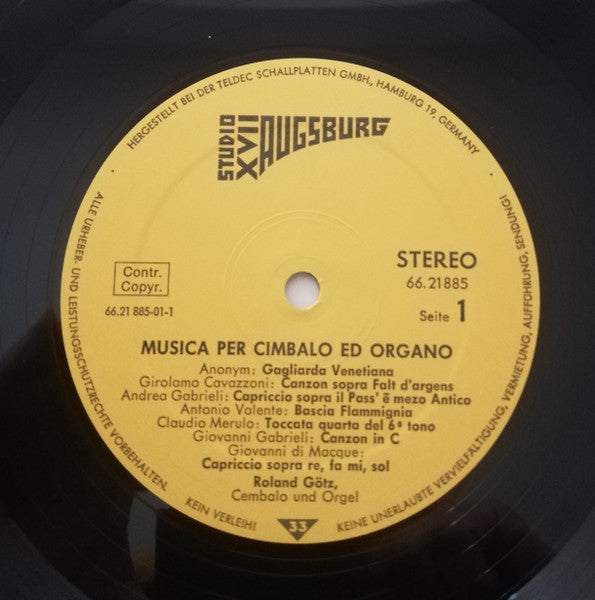 HERGESTELLT BEI DER TELDEC SCHALLPLATTEN GMBH., HAMBURG 19, GERMANY
STUDIO
XVII
AUGSBURG
Contr.
Copyr.
66.21 885-01-1
STEREO
66.21885
Seite 1
MUSICA PER CIMBALO ED ORGANO
Anonym: Gagliarda Venetiana
Girolamo Cavazzoni: Canzon sopra Falt d'argens
Andrea Gabrieli: Capriccio sopra il Pass' ẽ mezo Antico
Antonio Valente: Bascia Flammignia
Claudio Merulo: Toccata quarta del 6º tono
Giovanni Gabrieli: Canzon in C
Giovanni di Macque:
Capriccio sopra re, fa mi, sol
Roland Götz,
Cembalo und Orgel
33
ALLE URHEBER- UND LEISTUNGSSCHUTZRECHTE VORBEHALTEN.
KEIN VERLEIH!
KEINE UNERLAUBTE VERVIELFÄLTIGUNG, VERMIETUNG, AUFFÜHRUNG, SENDUNG!